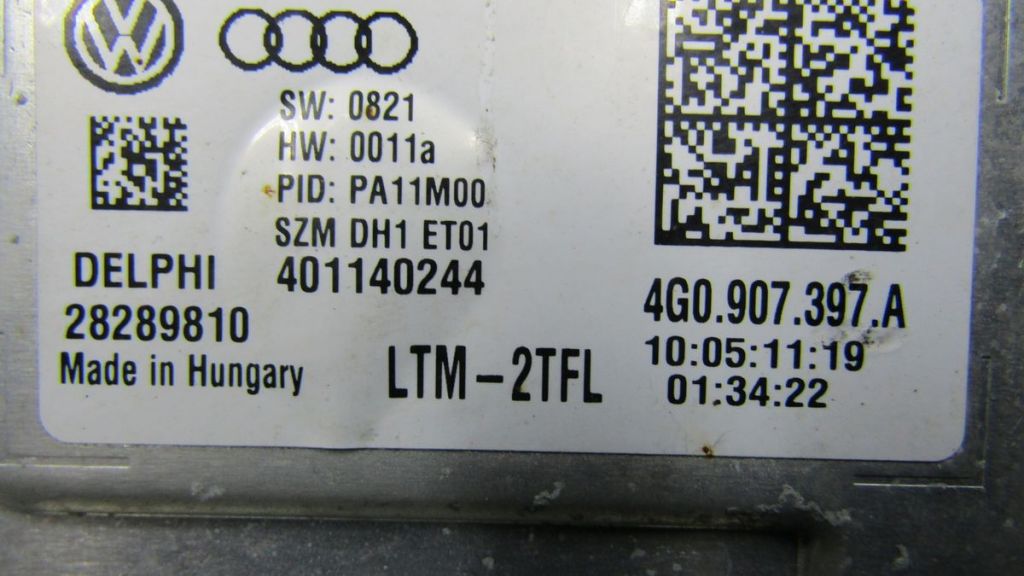 SW: 0821
HW: 0011a
PID: PA11M00
SZM DH1 ET01
DELPHI 401140244
28289810
Made in Hungary
LTM-2TFL
4G0.907.397.A
10:05:11:19
01:34:22